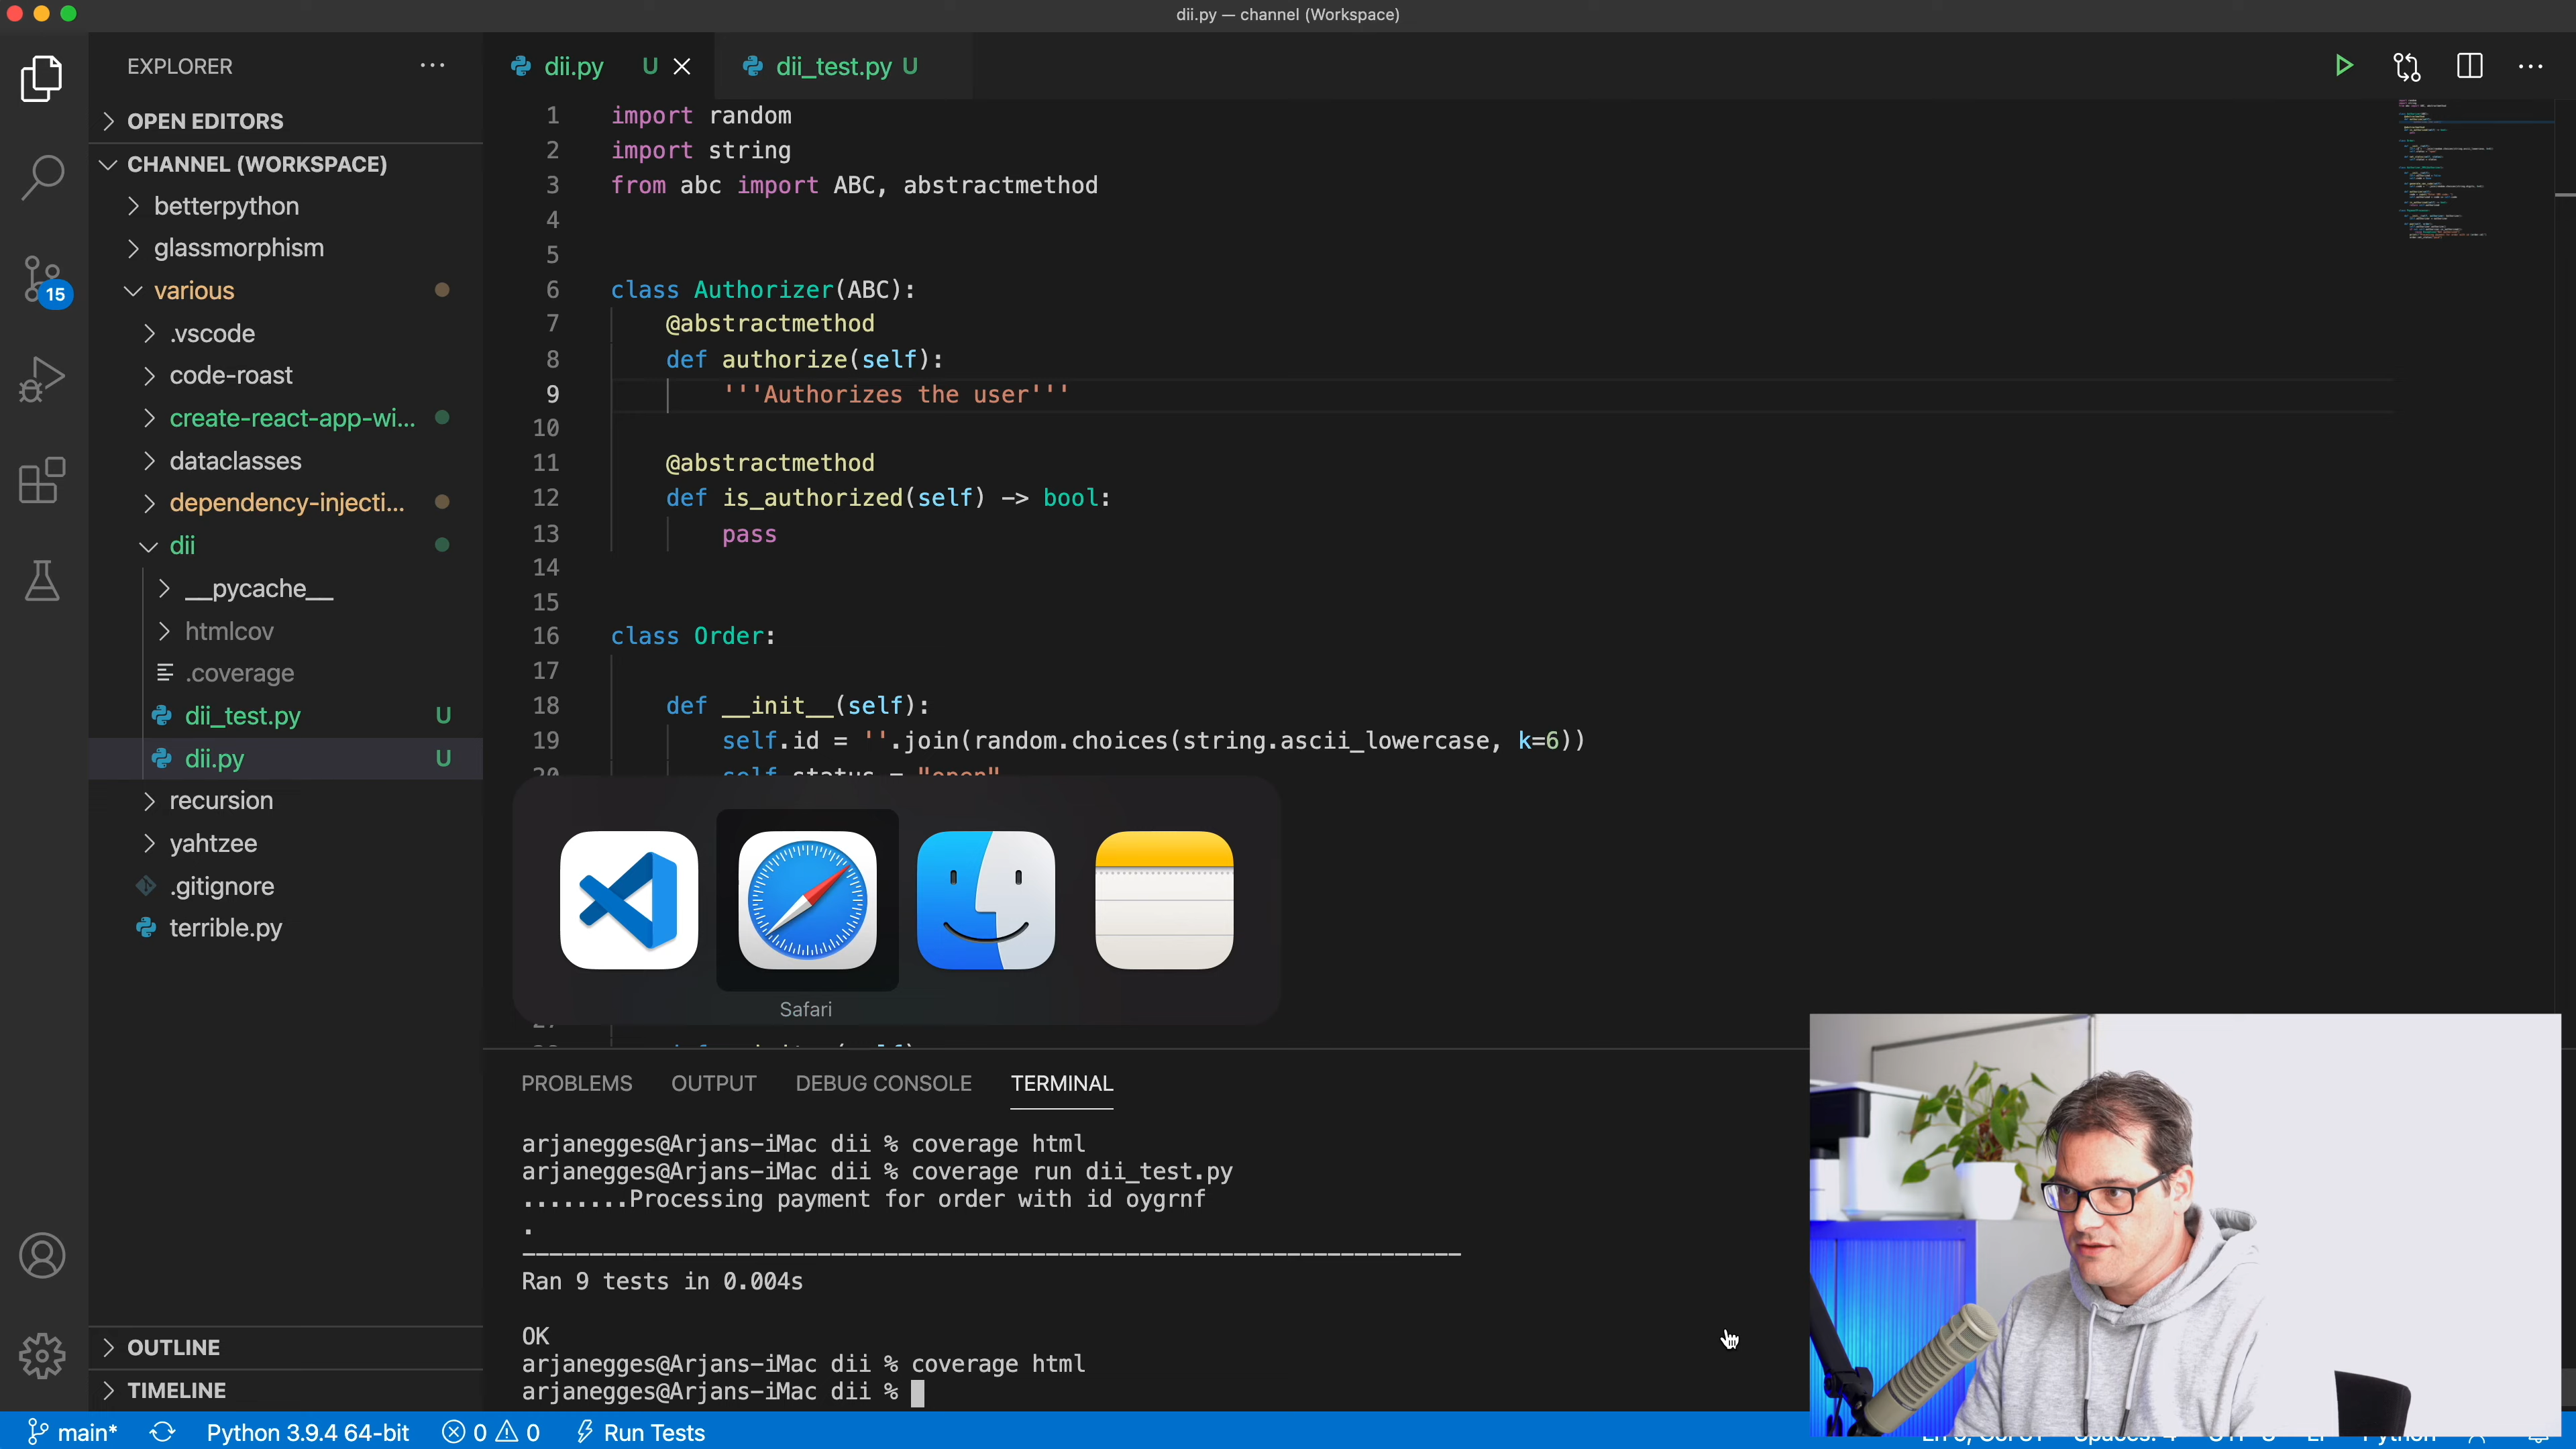 dii.py — channel (Workspace)
EXPLORER
OPEN EDITORS
CHANNEL (WORKSPACE)
betterpython
glassmorphism
various
.vscode
code-roast
create-react-app-wi...
dataclasses
dependency-injecti...
dii
__pycache__
htmlcov
.coverage
dii_test.py U
dii.py U
recursion
yahtzee
.gitignore
terrible.py
OUTLINE
TIMELINE
15
dii.py U
dii_test.py U
1 import random
2 import string
3 from abc import ABC, abstractmethod
4
5
6 class Authorizer(ABC):
7 @abstractmethod
8 def authorize(self):
9 '''Authorizes the user'''
10
11 @abstractmethod
12 def is_authorized(self) -> bool:
13 pass
14
15
16 class Order:
17
18 def __init__(self):
19 self.id = ''.join(random.choices(string.ascii_lowercase, k=6))
20 self.status = "open"
Safari
PROBLEMS OUTPUT DEBUG CONSOLE TERMINAL
arjanegges@Arjans-iMac dii % coverage html
arjanegges@Arjans-iMac dii % coverage run dii_test.py
........Processing payment for order with id oygrnf
.
----------------------------------------------------------------------
Ran 9 tests in 0.004s
OK
arjanegges@Arjans-iMac dii % coverage html
arjanegges@Arjans-iMac dii %
main* Python 3.9.4 64-bit 0 0 Run Tests